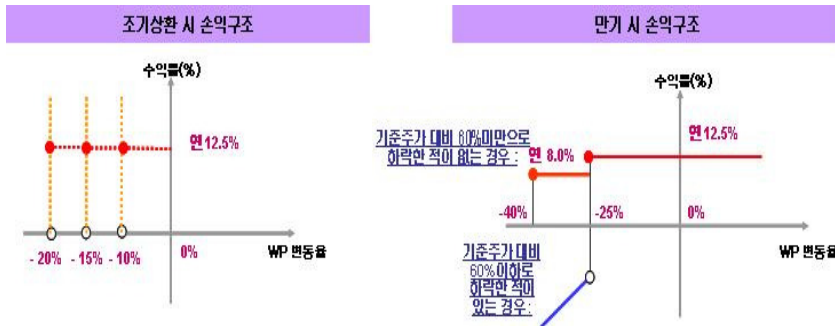 조기상환 시 손익구조
수익률(%)
연 12.5%
- 20%
- 15%
- 10%
0%
WP 변동율
만기 시 손익구조
수익률(%)
기준주가 대비 60%미만으로
하락한 적이 없는 경우 :
연 8.0%
연 12.5%
-40%
-25%
0%
WP 변동율
기준주가 대비
60%이하로
하락한 적이
있는 경우 :